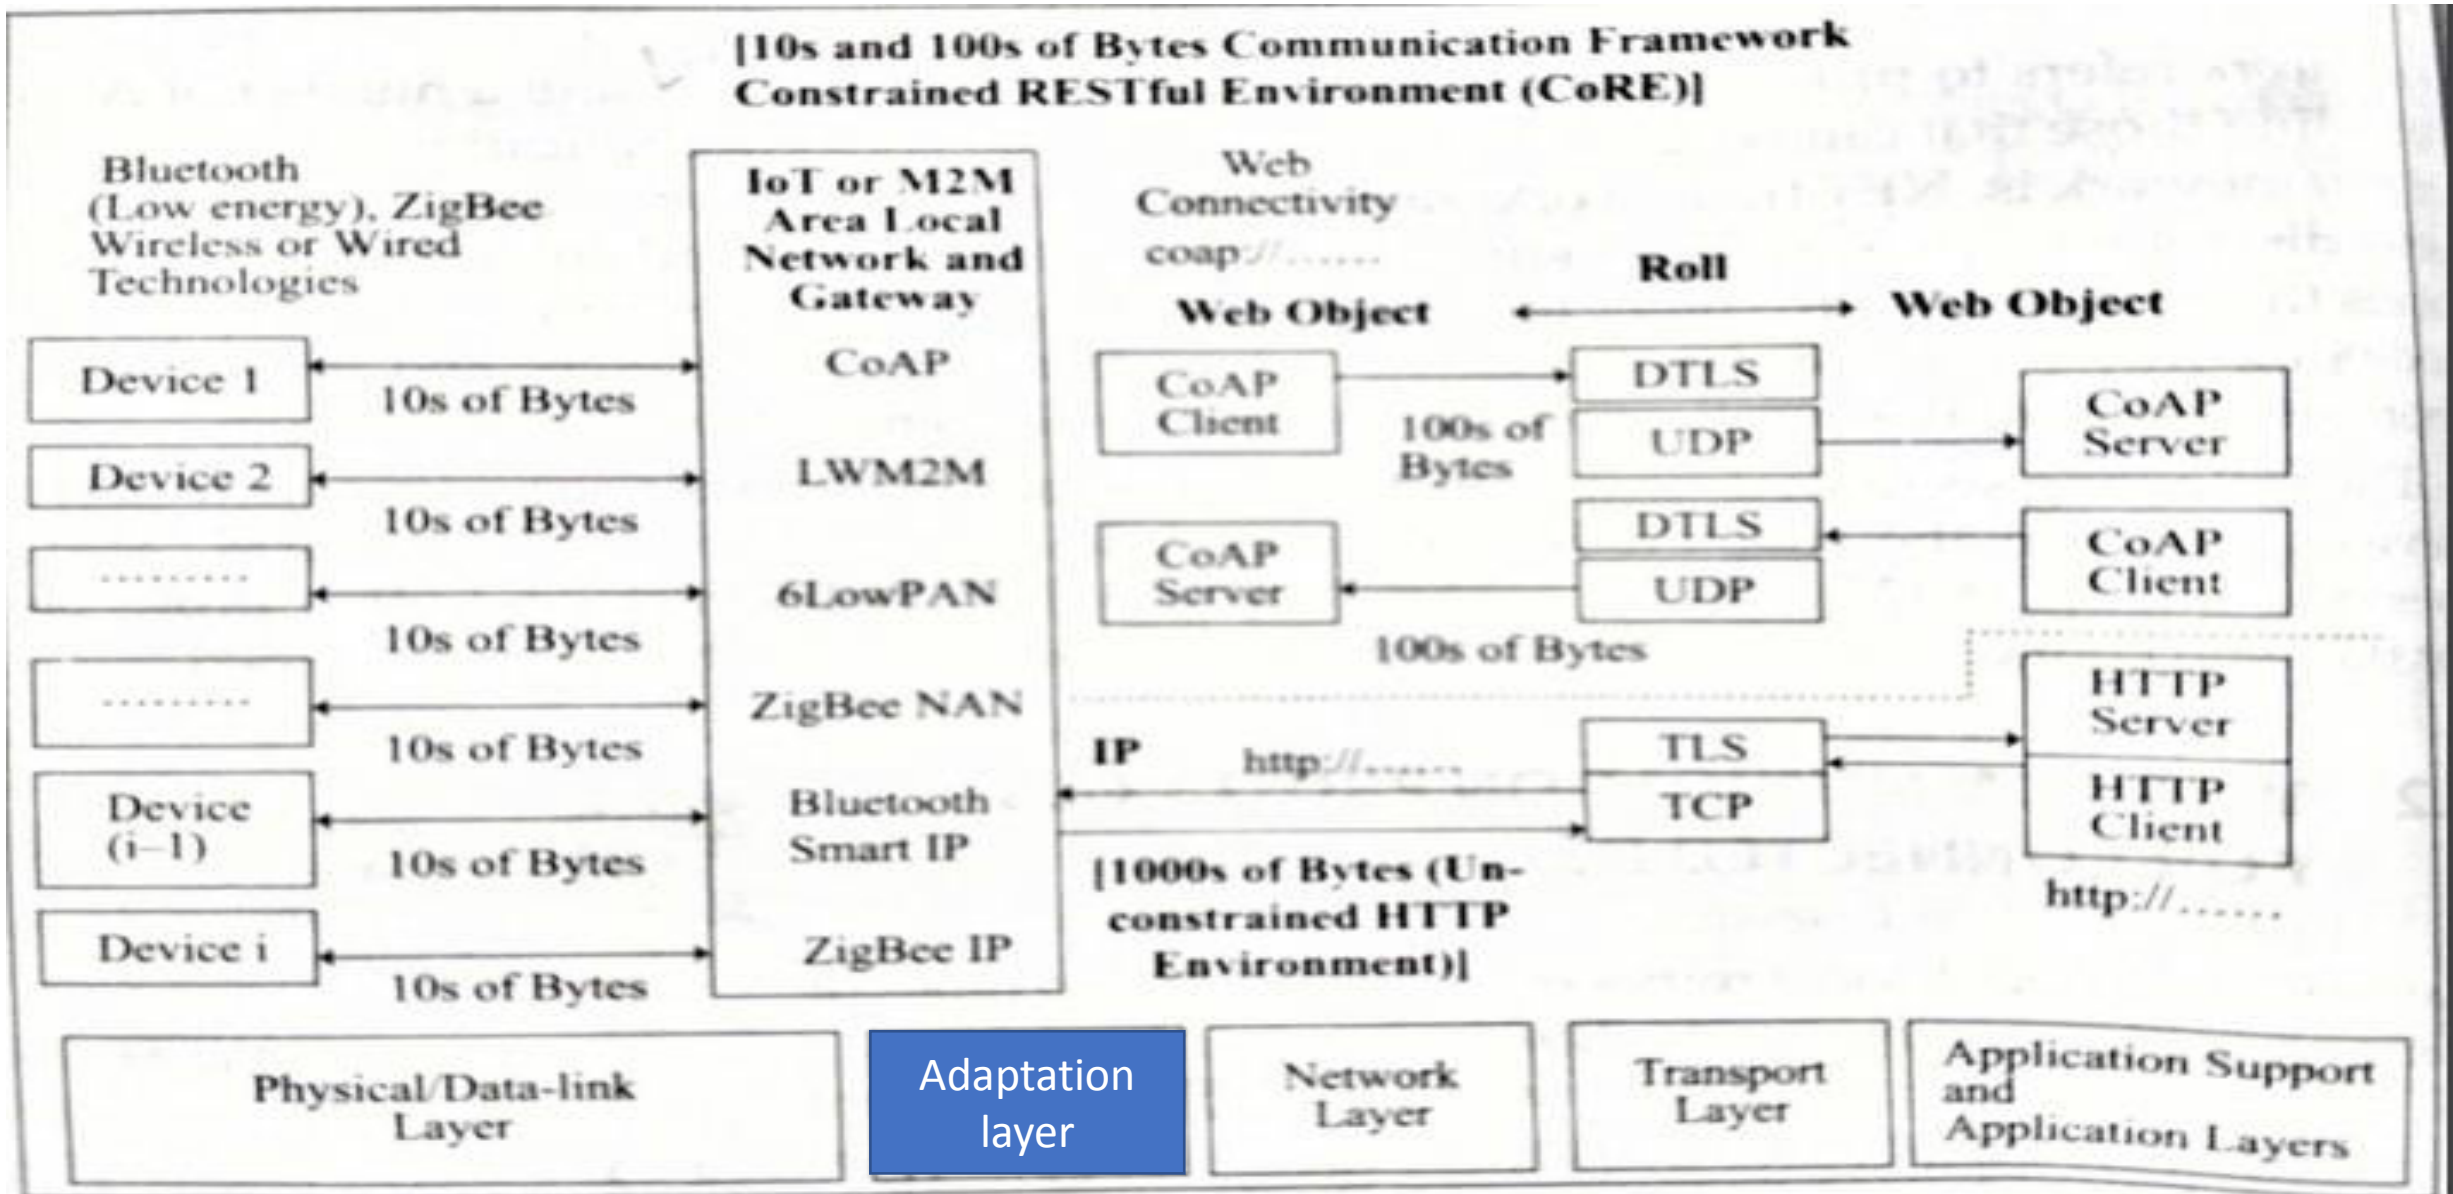 [10s and 100s of Bytes Communication Framework
Constrained RESTful Environment (CoRE)]
Bluetooth
(Low energy), ZigBee
Wireless or Wired
Technologies
IoT or M2M
Area Local
Network and
Gateway
CoAP
LWM2M
6LowPAN
ZigBee NAN
Bluetooth
Smart IP
ZigBee IP
Device 1
10s of Bytes
Device 2
10s of Bytes
.........
10s of Bytes
.........
10s of Bytes
Device
(i–1)
10s of Bytes
Device i
10s of Bytes
Web
Connectivity
coap://......
Roll
Web Object
Web Object
CoAP
Client
100s of
Bytes
DTLS
UDP
CoAP
Server
CoAP
Server
DTLS
UDP
CoAP
Client
100s of Bytes
IP
http://......
TLS
TCP
HTTP
Server
HTTP
Client
http://......
[1000s of Bytes (Un-
constrained HTTP
Environment)]
Physical/Data-link
Layer
Adaptation
layer
Network
Layer
Transport
Layer
Application Support
and
Application Layers